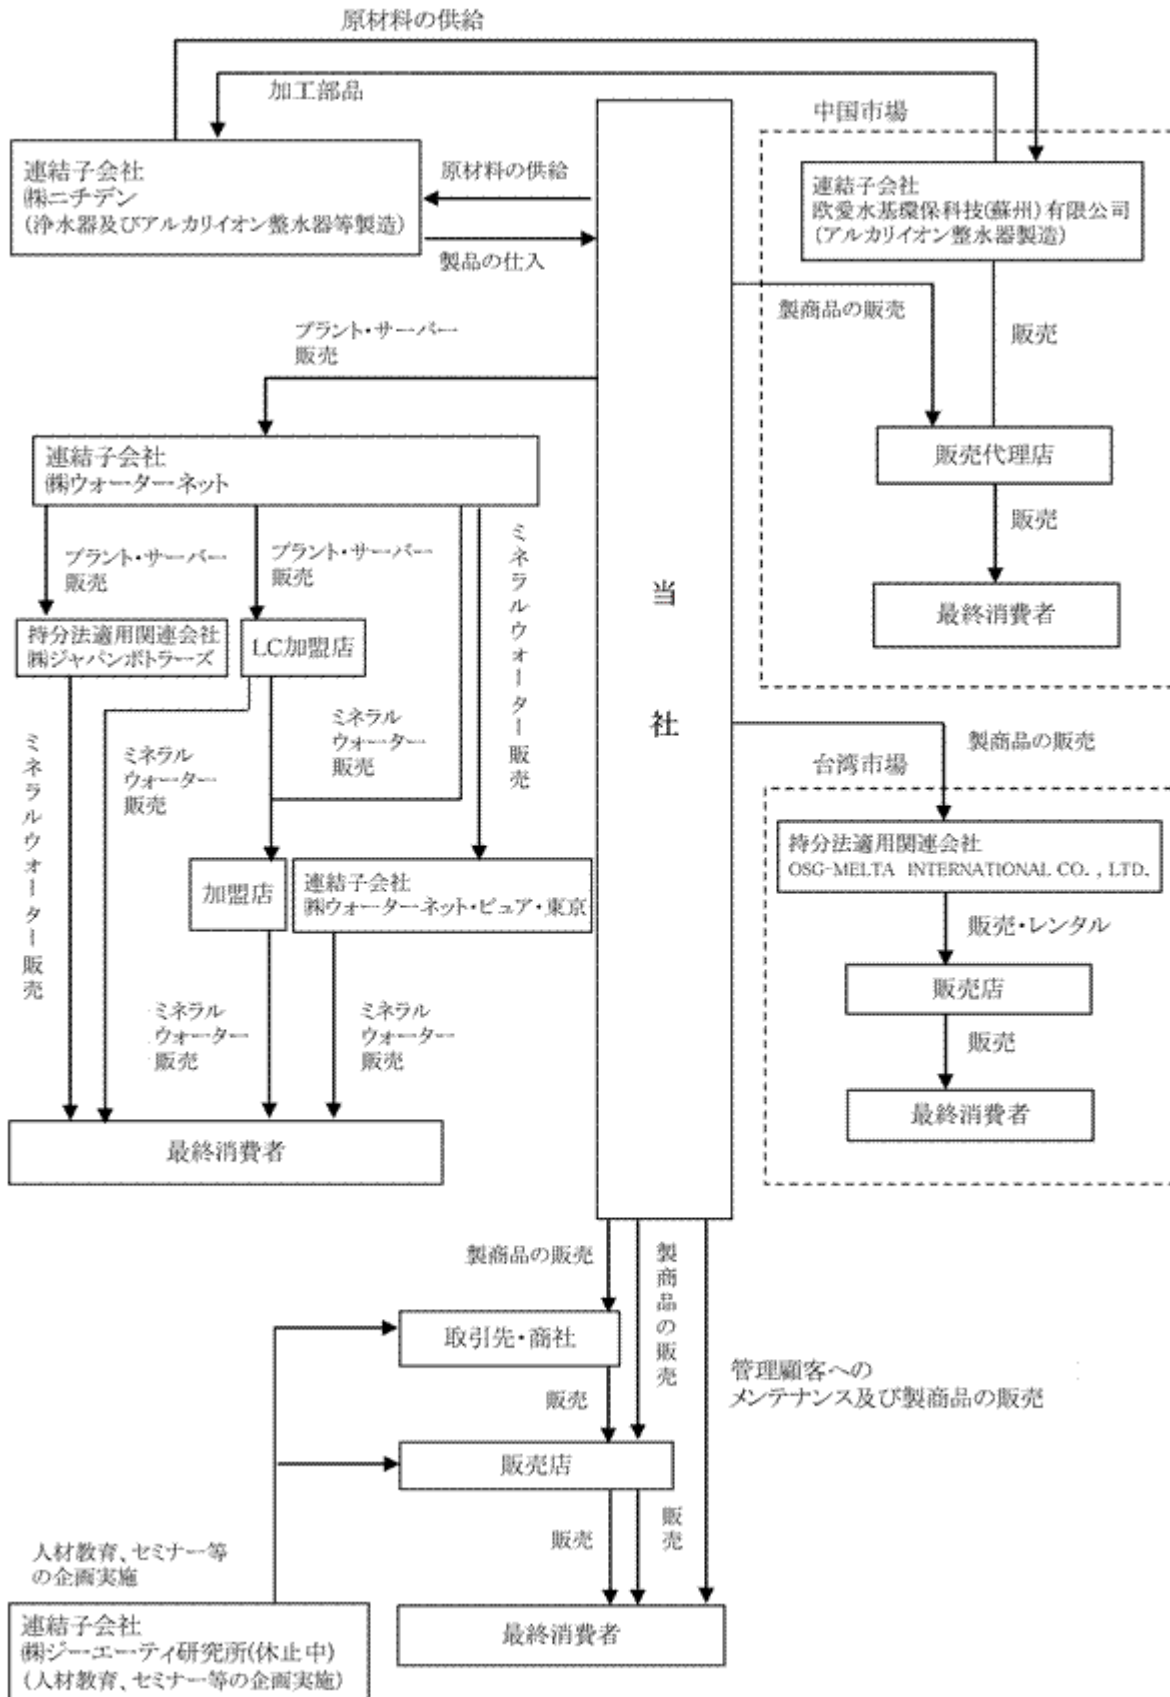 原材料の供給
加工部品
連結子会社
㈱ニチデン
(浄水器及びアルカリイオン整水器等製造)
原材料の供給
製品の仕入
中国市場
連結子会社
欧愛水基環保科技(蘇州)有限公司
(アルカリイオン整水器製造)
製商品の販売
販売
販売代理店
販売
最終消費者
プラント・サーバー
販売
連結子会社
㈱ウォーターネット
プラント・サーバー
販売
プラント・サーバー
販売
ミネラルウォーター販売
持分法適用関連会社
㈱ジャパンボトラーズ
LC加盟店
ミネラルウォーター販売
ミネラル
ウォーター
販売
ミネラル
ウォーター
販売
加盟店
連結子会社
㈱ウォーターネット・ピュア・東京
ミネラル
ウォーター
販売
ミネラル
ウォーター
販売
最終消費者
当社
製商品の販売
台湾市場
持分法適用関連会社
OSG-MELTA INTERNATIONAL CO.,LTD.
販売・レンタル
販売店
販売
最終消費者
製商品の販売
製商品の販売
取引先・商社
管理顧客への
メンテナンス及び製商品の販売
販売
販売店
販売
販売
最終消費者
人材教育、セミナー等
の企画実施
連結子会社
㈱ジーエーティ研究所(休止中)
(人材教育、セミナー等の企画実施)